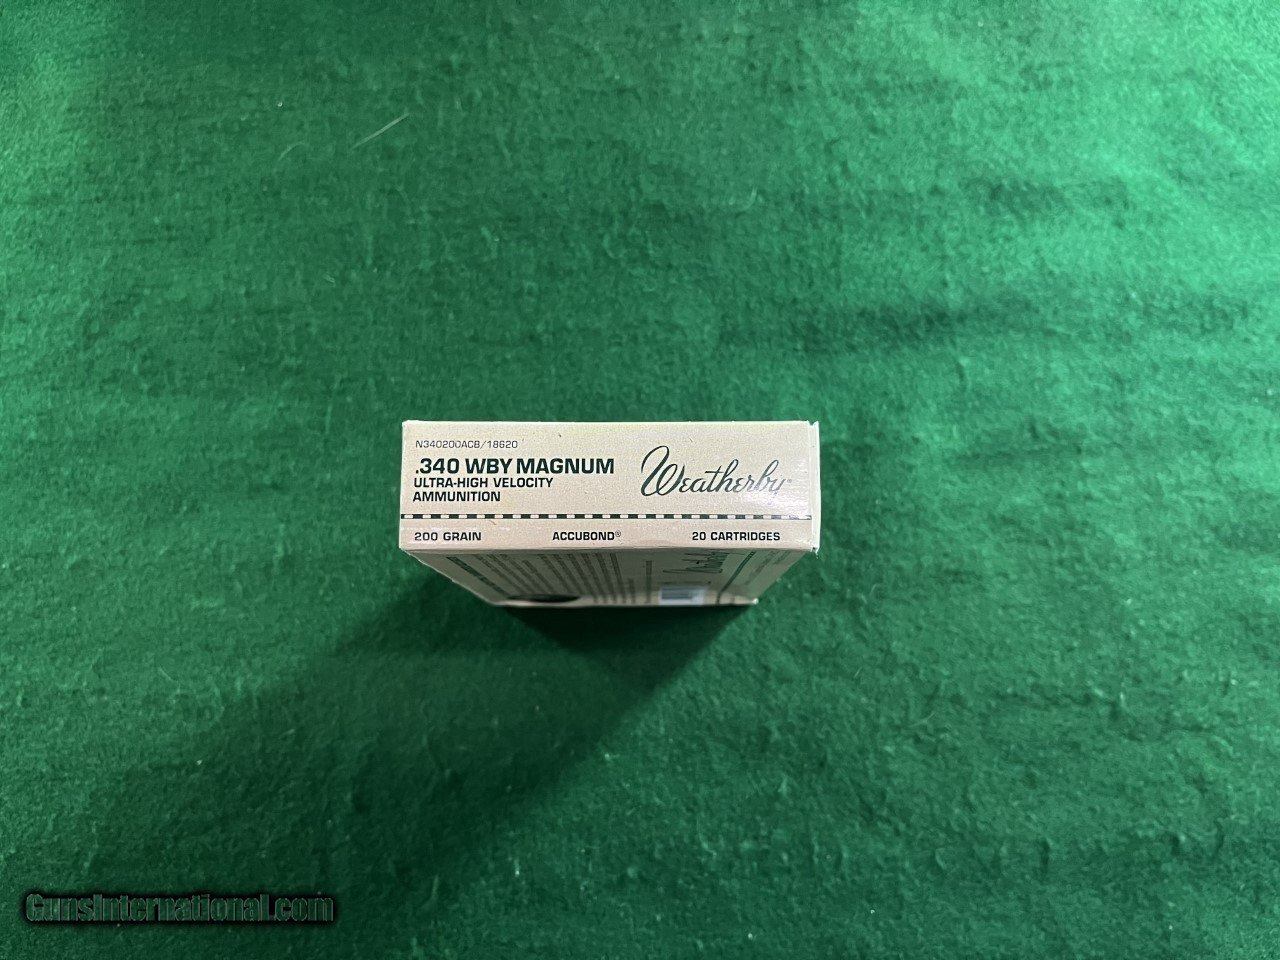 N340200ACB/18620
.340 WBY MAGNUM
ULTRA-HIGH VELOCITY
AMMUNITION
Weatherby®
200 GRAIN ACCUBOND® 20 CARTRIDGES
GunsInternational.com